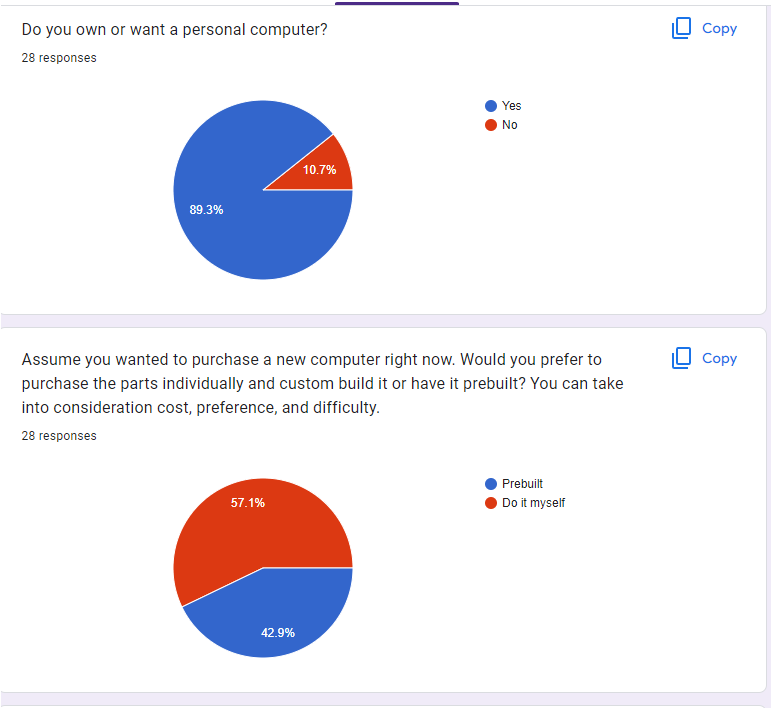 Do you own or want a personal computer?
Copy
28 responses
Yes
No
10.7%
89.3%
Assume you wanted to purchase a new computer right now. Would you prefer to
Copy
purchase the parts individually and custom build it or have it prebuilt? You can take
into consideration cost, preference, and difficulty.
28 responses
Prebuilt
Do it myself
57.1%
42.9%